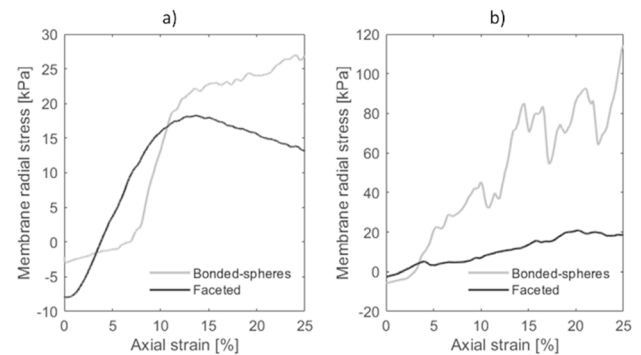 a)
b)
Membrane radial stress [kPa]
30
25
20
15
10
5
0
-5
-10
Bonded-spheres
Faceted
0 5 10 15 20 25
Axial strain [%]
Membrane radial stress [kPa]
120
100
80
60
40
20
0
-20
Bonded-spheres
Faceted
0 5 10 15 20 25
Axial strain [%]